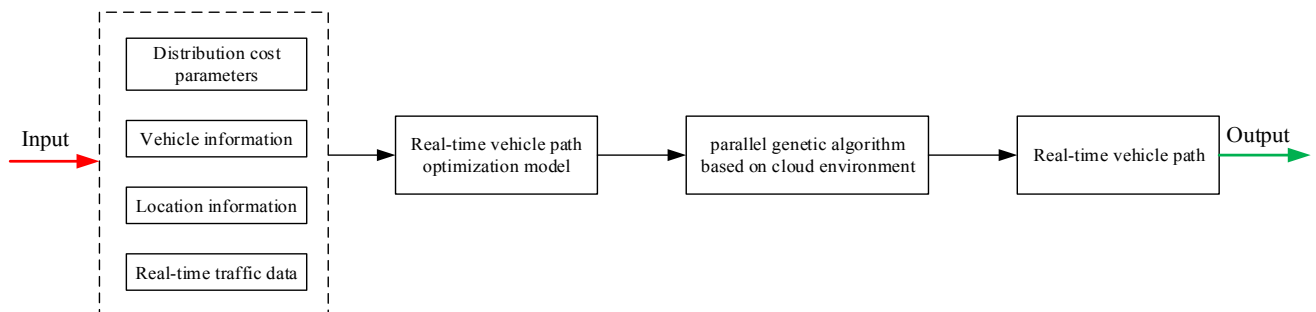 Input
Distribution cost
parameters
Vehicle information
Location information
Real-time traffic data
Real-time vehicle path
optimization model
parallel genetic algorithm
based on cloud environment
Real-time vehicle path
Output